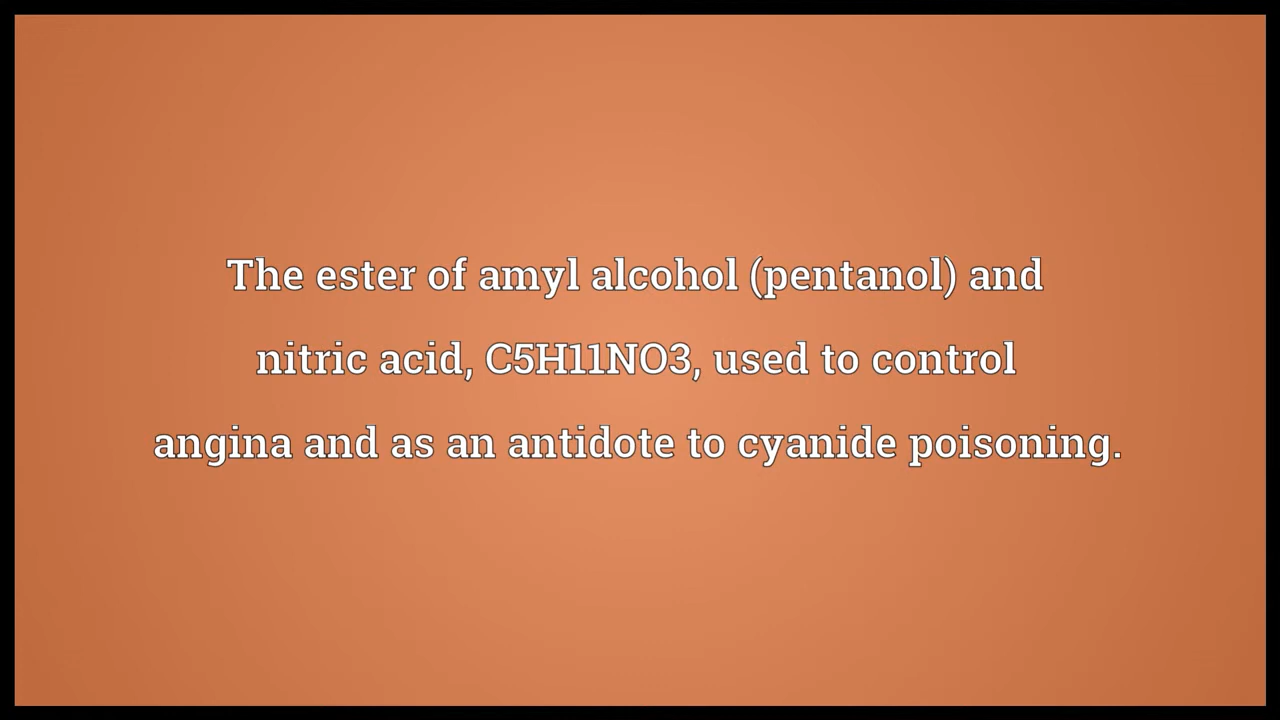 The ester of amyl alcohol (pentanol) and
nitric acid, C5H11NO3, used to control
angina and as an antidote to cyanide poisoning.